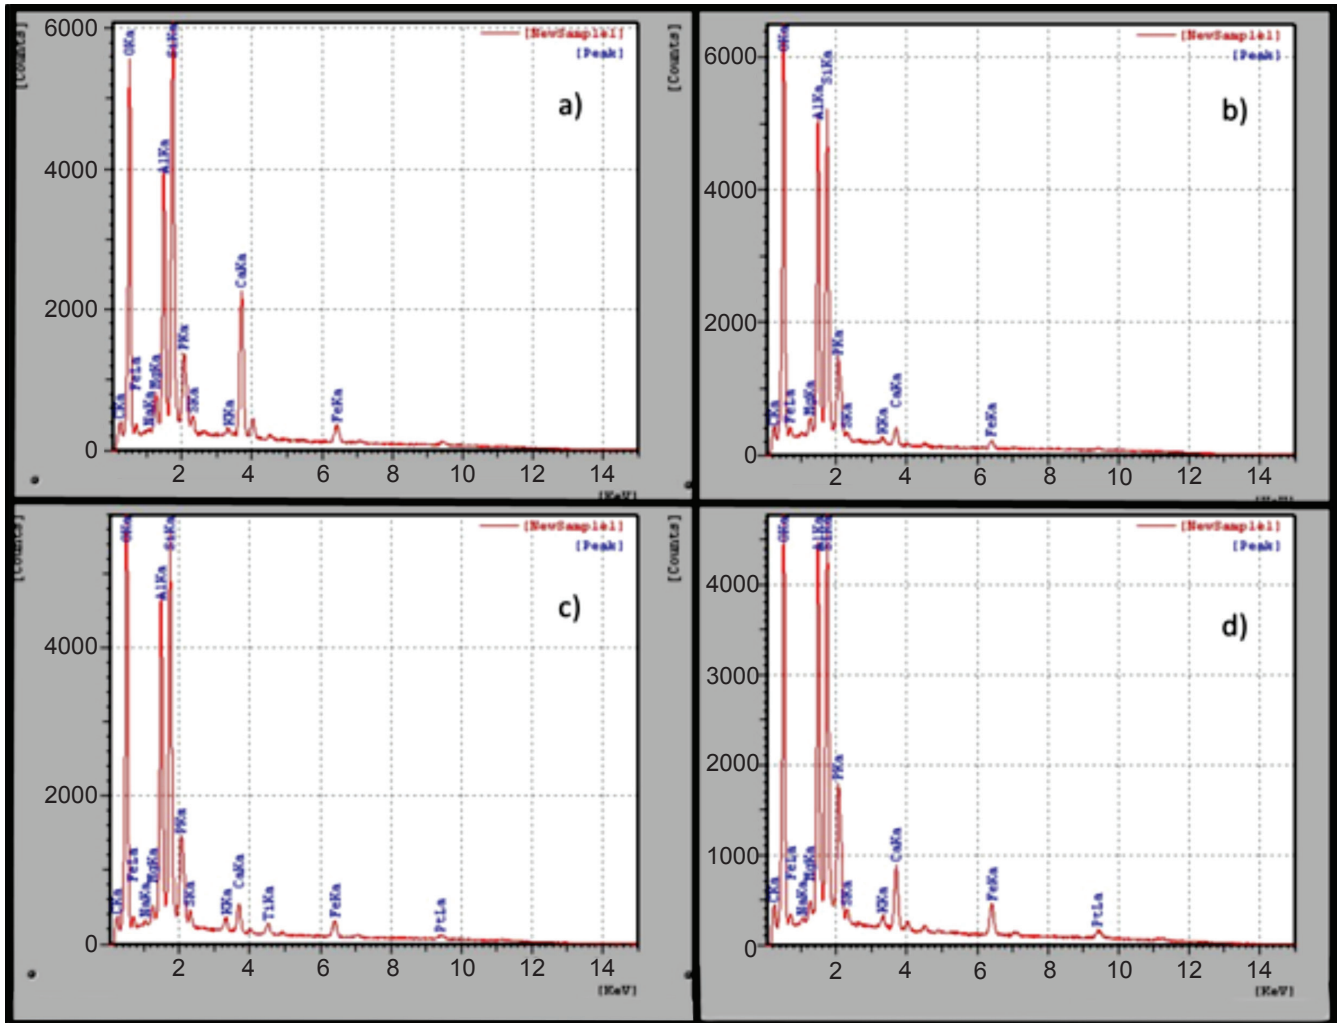 [Counts]
6000
4000
2000
0
CKa
OKa
FeLa
NaKa
MgKa
AlKa
SiKa
PKa
SKa
KKa
CaKa
FeKa
[NewSample1]
[Peak]
a)
2 4 6 8 10 12 14
[KeV]
[Counts]
6000
4000
2000
0
CKa
OKa
FeLa
MgKa
AlKa
SiKa
PKa
SKa
KKa
CaKa
FeKa
[NewSample1]
[Peak]
b)
2 4 6 8 10 12 14
[KeV]
[Counts]
4000
2000
0
CKa
OKa
FeLa
NaKa
MgKa
AlKa
SiKa
PKa
SKa
KKa
CaKa
TiKa
FeKa
PtLa
[NewSample1]
[Peak]
c)
2 4 6 8 10 12 14
[KeV]
[Counts]
4000
3000
2000
1000
0
CKa
OKa
FeLa
NaKa
MgKa
AlKa
SiKa
PKa
SKa
KKa
CaKa
FeKa
PtLa
[NewSample1]
[Peak]
d)
2 4 6 8 10 12 14
[KeV]